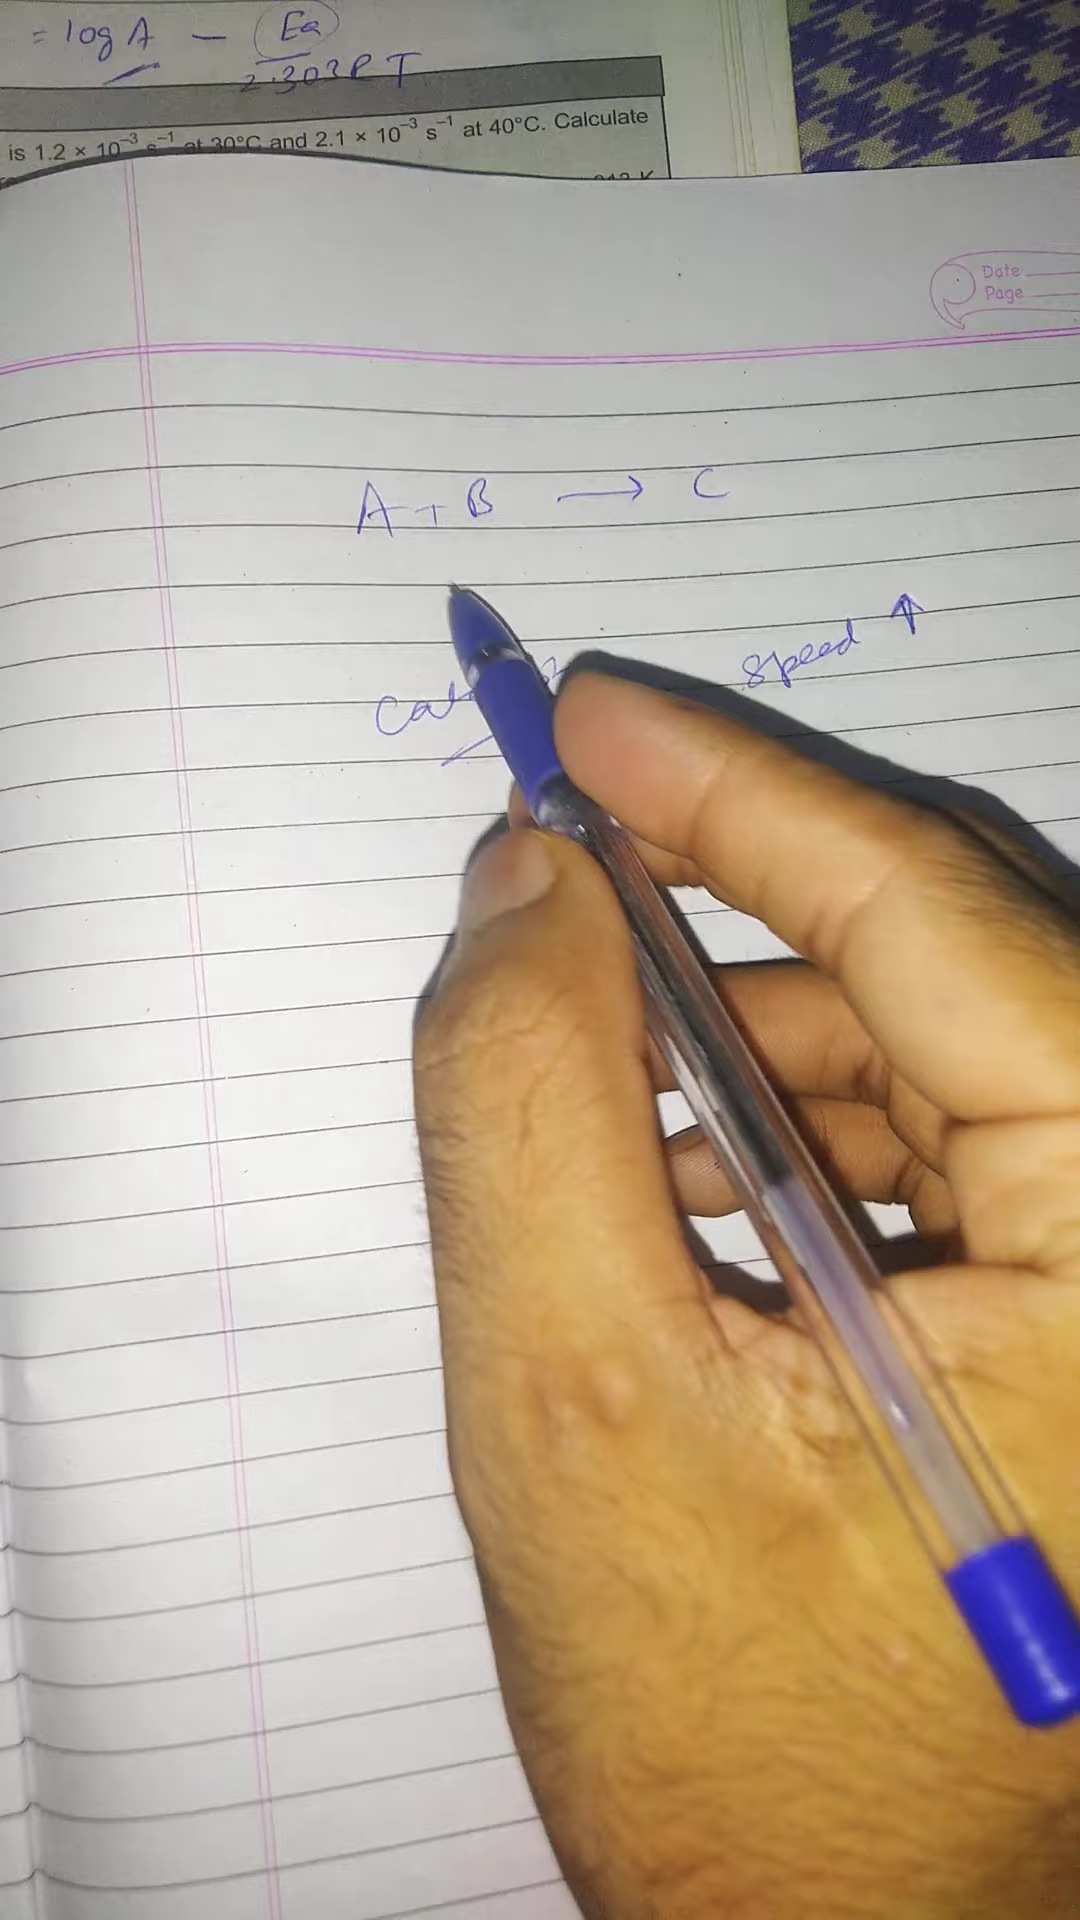 = log A − Ea
2.303RT
is 1.2 × 10⁻³ s⁻¹ at 30°C and 2.1 × 10⁻³ s⁻¹ at 40°C. Calculate
Date
Page
A + B → C
Speed ↑